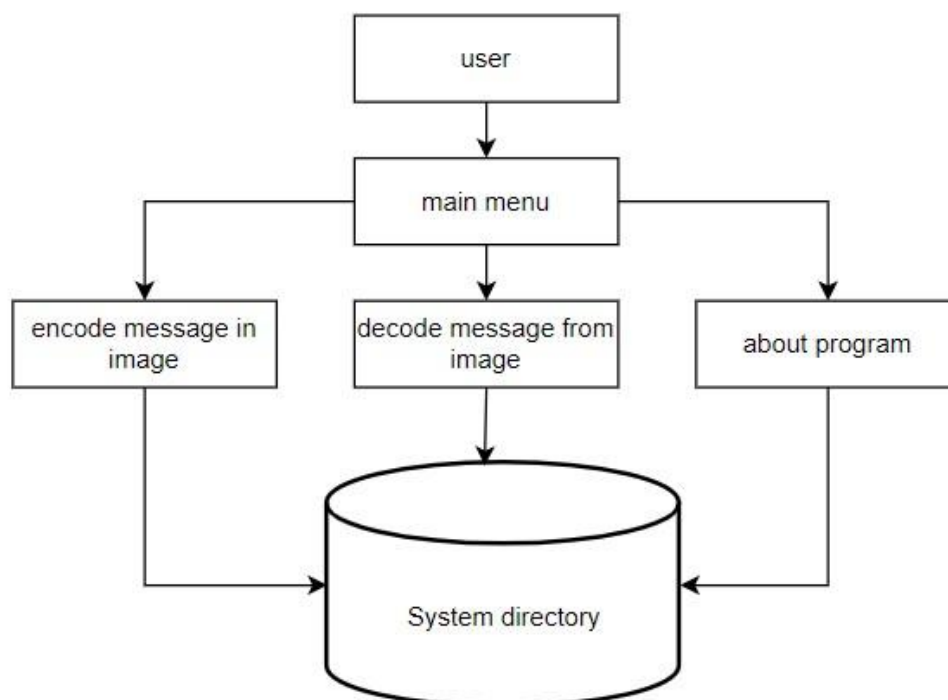 user
main menu
encode message in
image
decode message from
image
about program
System directory